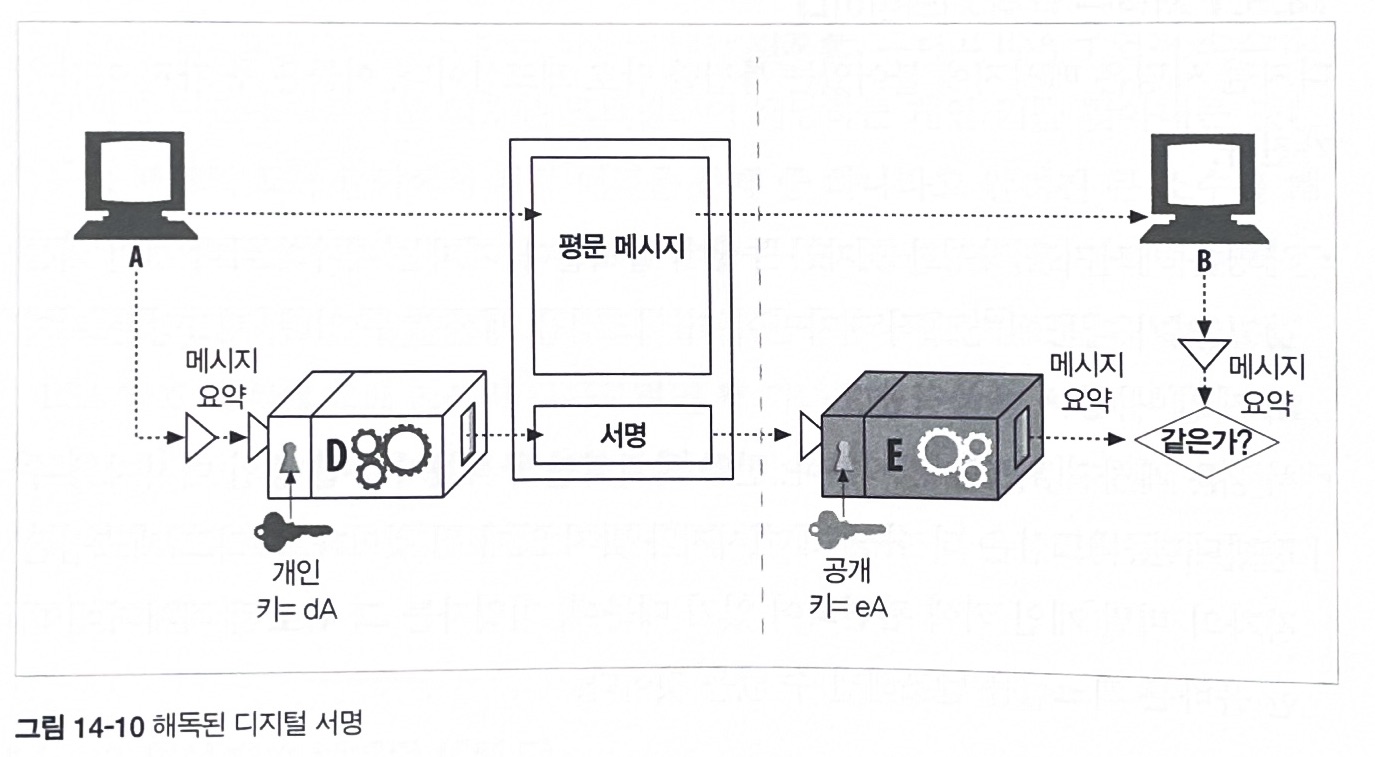 평문 메시지
A
B
메시지
요약
메시지
요약
메시지
요약
D
서명
E
같은가?
개인
키= dA
공개
키= eA
그림 14-10 해독된 디지털 서명